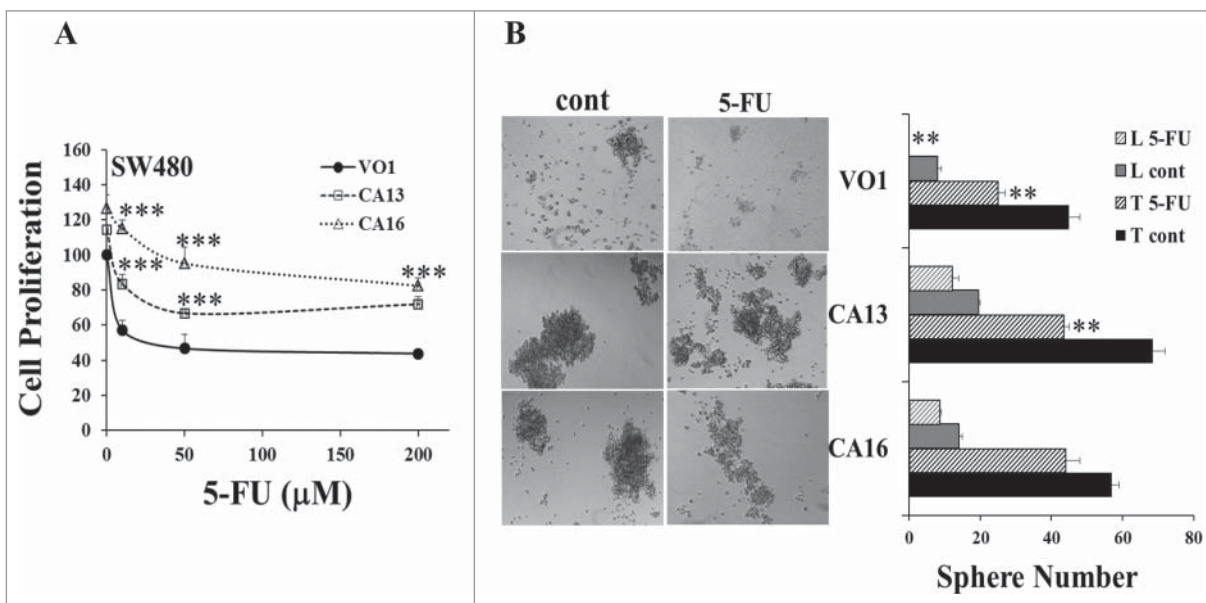 A
SW480
VO1
CA13
CA16
160
140
120
100
80
60
40
20
0
***
***
***
***
***
0 50 100 150 200
Cell Proliferation
5-FU (μM)
B
cont 5-FU
VO1
CA13
CA16
**
**
**
L 5-FU
L cont
T 5-FU
T cont
0 20 40 60 80
Sphere Number